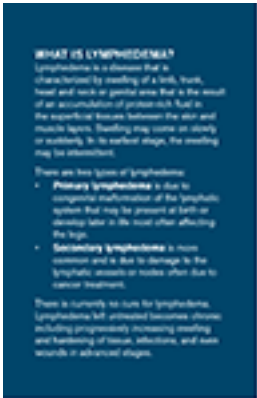 WHAT IS LYMPHEDEMA?
Lymphedema is a disease that is
characterized by swelling of a limb, trunk,
head and neck or genital area that is the result
of an accumulation of protein-rich fluid in
the superficial tissues between the skin and
muscle layers. Swelling may come on slowly
or suddenly. In its earliest stage, the swelling
may be intermittent.
There are two types of lymphedema:
• Primary lymphedema is due to
congenital malformation of the lymphatic
system that may be present at birth or
develop later in life most often affecting
the legs.
• Secondary lymphedema is more
common and is due to damage to the
lymphatic vessels or nodes often due to
cancer treatment.
There is currently no cure for lymphedema.
Lymphedema left untreated becomes chronic
including progressively increasing swelling
and hardening of tissue, infections, and even
wounds in advanced stages.